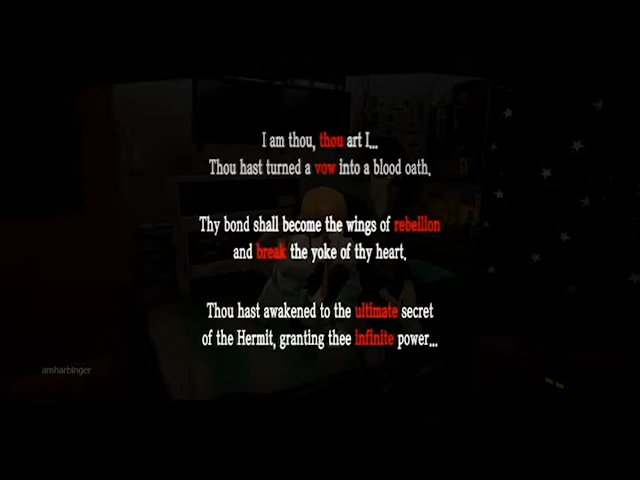 I am thou, thou art I...
Thou hast turned a vow into a blood oath.
Thy bond shall become the wings of rebellion
and break the yoke of thy heart.
Thou hast awakened to the ultimate secret
of the Hermit, granting thee infinite power...
amharbinger